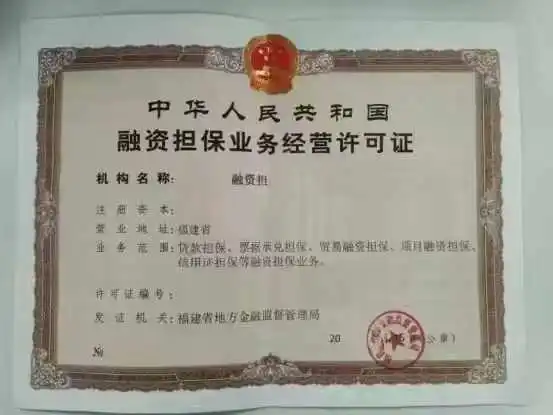 中华人民共和国
融资担保业务经营许可证
机构名称: 融资担
注册资本:
营业地址: 福建省
业务范围: 贷款担保、票据承兑担保、贸易融资担保、项目融资担保、
信用证担保等融资担保业务。
许可证编号:
发证机关: 福建省地方金融监督管理局
20 (公章)
№